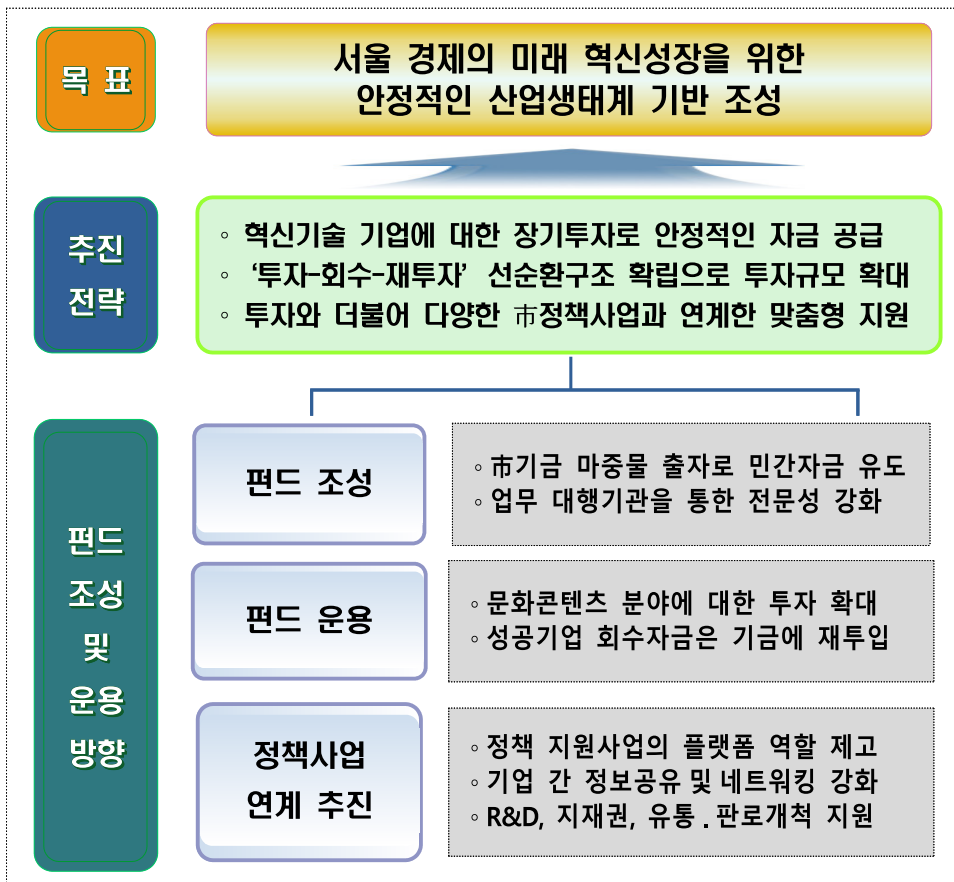 목 표
서울 경제의 미래 혁신성장을 위한
안정적인 산업생태계 기반 조성
추진
전략
◦ 혁신기술 기업에 대한 장기투자로 안정적인 자금 공급
◦ ‘투자-회수-재투자’ 선순환구조 확립으로 투자규모 확대
◦ 투자와 더불어 다양한 市정책사업과 연계한 맞춤형 지원
펀드
조성
및
운용
방향
펀드 조성
◦ 市기금 마중물 출자로 민간자금 유도
◦ 업무 대행기관을 통한 전문성 강화
펀드 운용
◦ 문화콘텐츠 분야에 대한 투자 확대
◦ 성공기업 회수자금은 기금에 재투입
정책사업
연계 추진
◦ 정책 지원사업의 플랫폼 역할 제고
◦ 기업 간 정보공유 및 네트워킹 강화
◦ R&D, 지재권, 유통.판로개척 지원